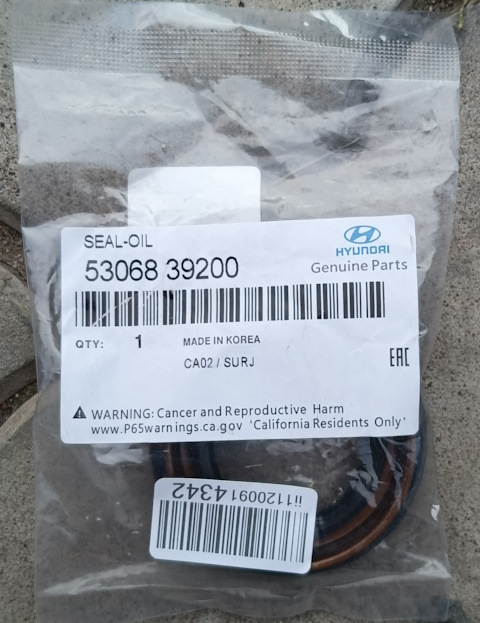 SEAL-OIL
53068 39200
HYUNDAI
Genuine Parts
QTY: 1 MADE IN KOREA
CA02 / SURJ
EAC
WARNING: Cancer and Reproductive Harm
www.P65warnings.ca.gov 'California Residents Only'
ii1120091 4342